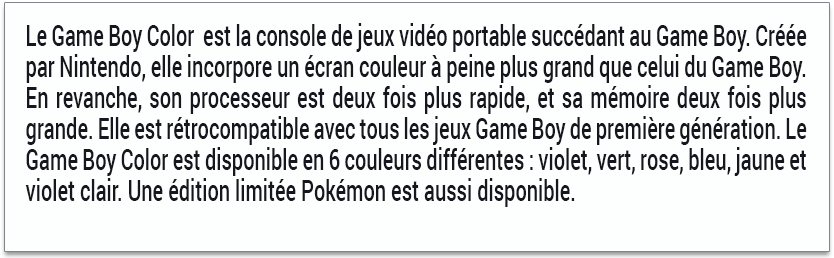 Le Game Boy Color  est la console de jeux vidéo portable succédant au Game Boy. Créée
par Nintendo, elle incorpore un écran couleur à peine plus grand que celui du Game Boy.
En revanche, son processeur est deux fois plus rapide, et sa mémoire deux fois plus
grande. Elle est rétrocompatible avec tous les jeux Game Boy de première génération. Le
Game Boy Color est disponible en 6 couleurs différentes : violet, vert, rose, bleu, jaune et
violet clair. Une édition limitée Pokémon est aussi disponible.